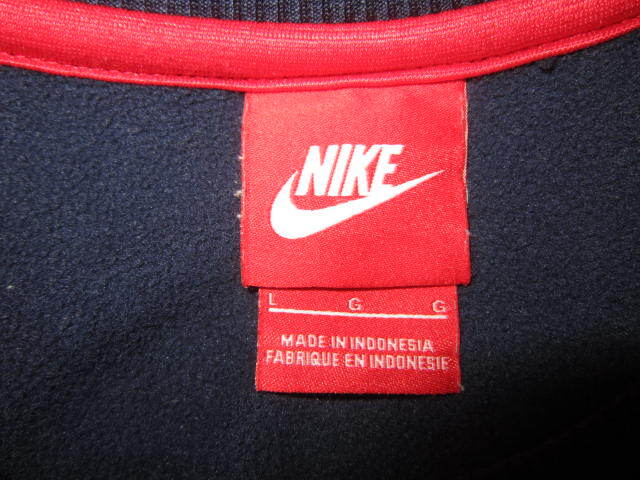 NIKE
L G G
MADE IN INDONESIA
FABRIQUE EN INDONESIE